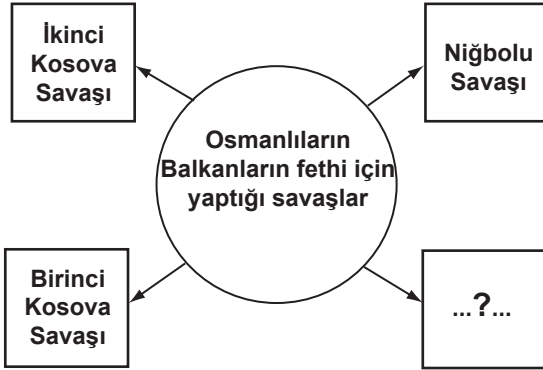 İkinci
Kosova
Savaşı
Niğbolu
Savaşı
Osmanlıların
Balkanların fethi için
yaptığı savaşlar
Birinci
Kosova
Savaşı
...?...